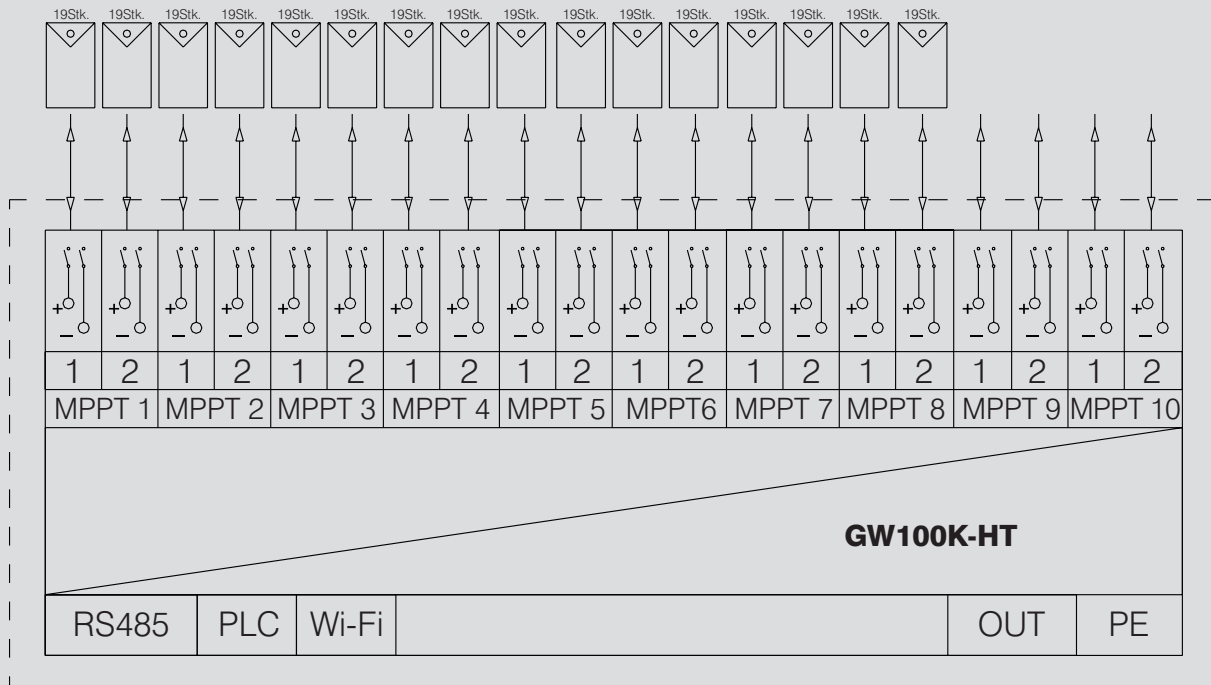 19Stk. 19Stk. 19Stk. 19Stk. 19Stk. 19Stk. 19Stk. 19Stk. 19Stk. 19Stk. 19Stk. 19Stk. 19Stk. 19Stk. 19Stk. 19Stk.
+ + + + + + + + + + + + + + + + + + + +
− − − − − − − − − − − − − − − − − − − −
1 2 1 2 1 2 1 2 1 2 1 2 1 2 1 2 1 2 1 2
MPPT 1 MPPT 2 MPPT 3 MPPT 4 MPPT 5 MPPT6 MPPT 7 MPPT 8 MPPT 9 MPPT 10
GW100K-HT
RS485 PLC Wi-Fi OUT PE